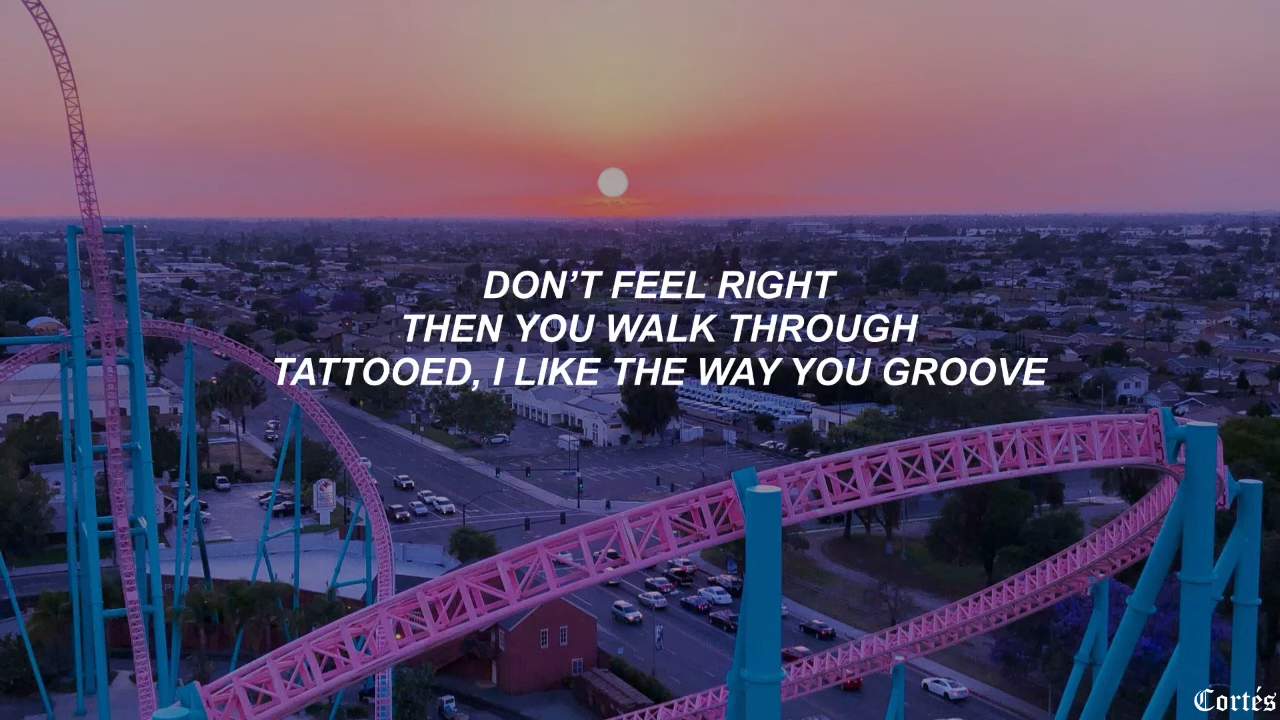 DON’T FEEL RIGHT
THEN YOU WALK THROUGH
TATTOOED, I LIKE THE WAY YOU GROOVE
Cortés